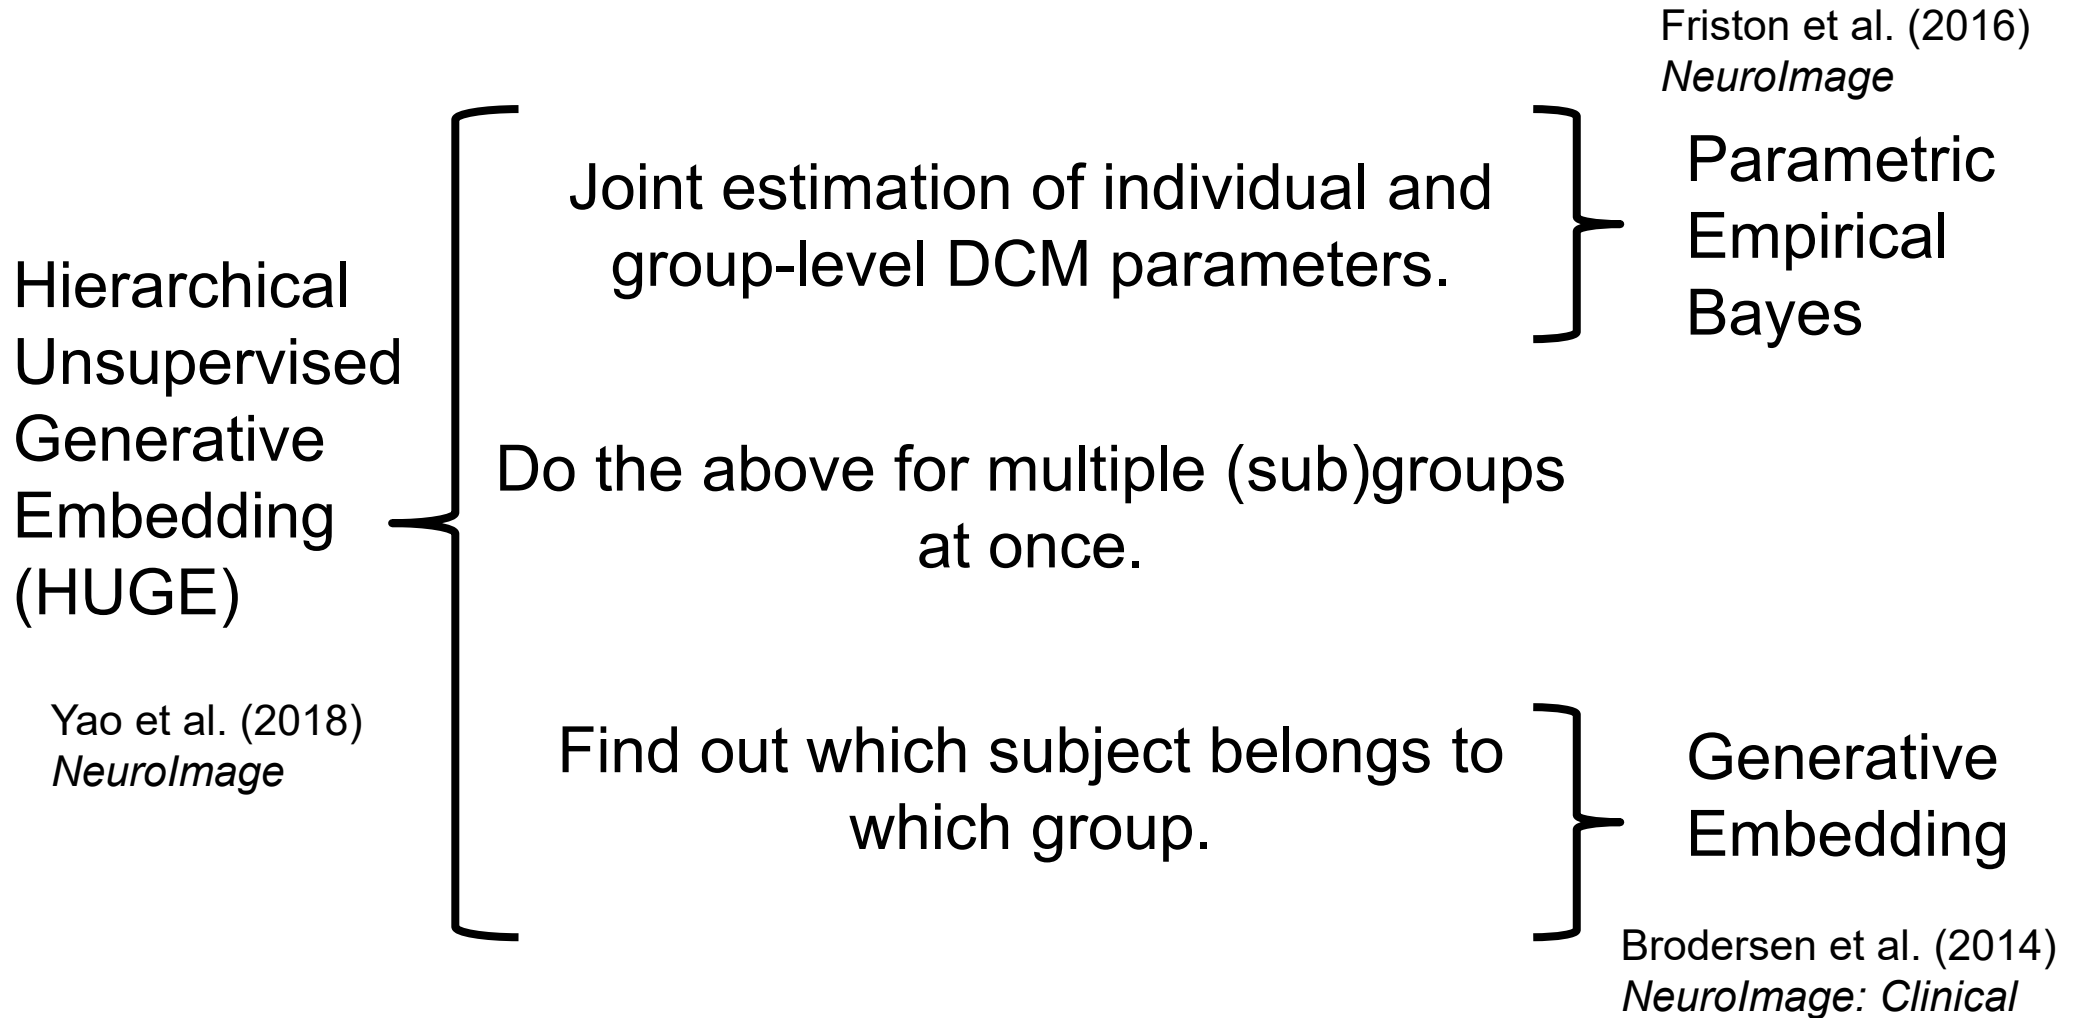 Friston et al. (2016)
NeuroImage
Joint estimation of individual and
group-level DCM parameters.
Parametric
Empirical
Bayes
Hierarchical
Unsupervised
Generative
Embedding
(HUGE)
Yao et al. (2018)
NeuroImage
Do the above for multiple (sub)groups
at once.
Find out which subject belongs to
which group.
Generative
Embedding
Brodersen et al. (2014)
NeuroImage: Clinical